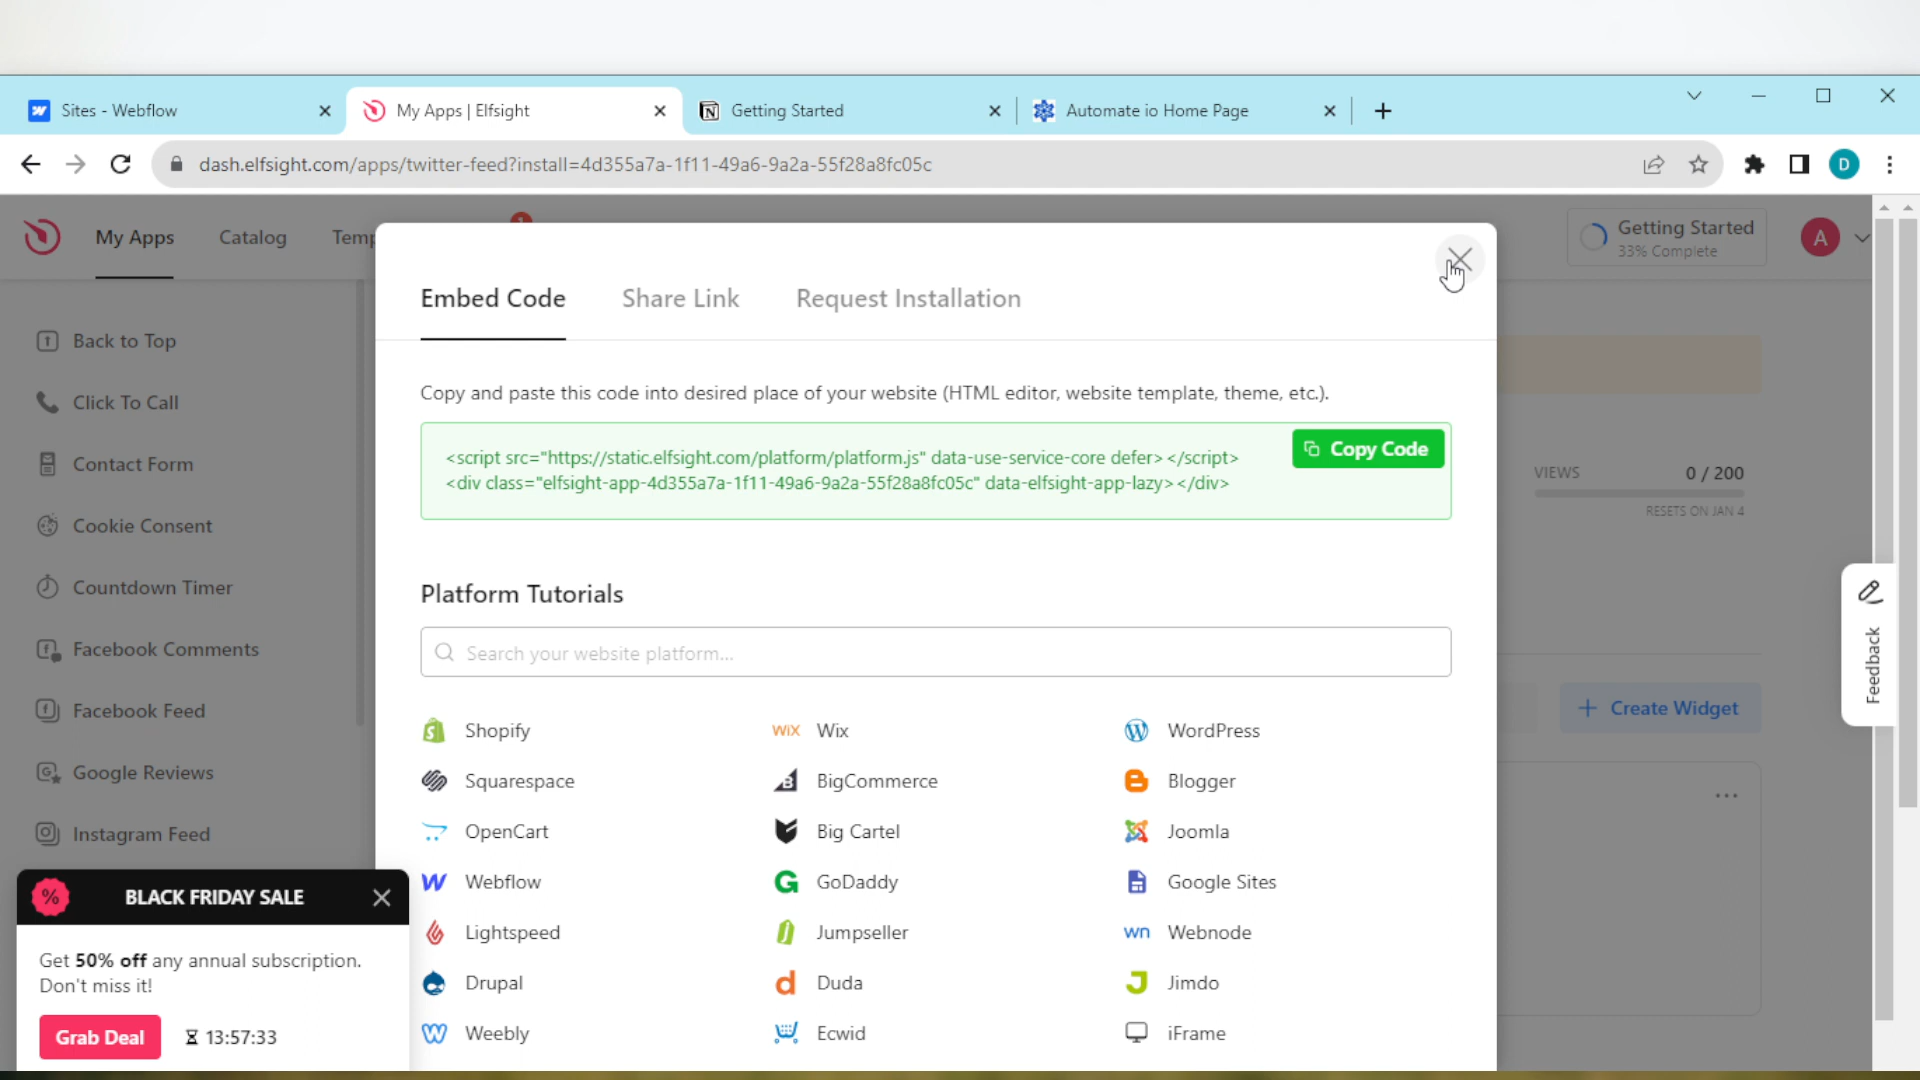 Sites - Webflow
My Apps | Elfsight
Getting Started
Automate io Home Page
dash.elfsight.com/apps/twitter-feed?install=4d355a7a-1f11-49a6-9a2a-55f28a8fc05c
D
My Apps
Catalog
Temp
1
Getting Started
33% Complete
A
Embed Code
Share Link
Request Installation
Back to Top
Click To Call
Contact Form
Cookie Consent
Countdown Timer
Facebook Comments
Facebook Feed
Google Reviews
Instagram Feed
Copy and paste this code into desired place of your website (HTML editor, website template, theme, etc.).
<script src="https://static.elfsight.com/platform/platform.js" data-use-service-core defer></script>
<div class="elfsight-app-4d355a7a-1f11-49a6-9a2a-55f28a8fc05c" data-elfsight-app-lazy></div>
Copy Code
VIEWS
0 / 200
RESETS ON JAN 4
Platform Tutorials
Search your website platform...
Create Widget
Feedback
Shopify
WiX Wix
WordPress
Squarespace
BigCommerce
Blogger
OpenCart
Big Cartel
Joomla
Webflow
GoDaddy
Google Sites
Lightspeed
Jumpseller
wn Webnode
Drupal
Duda
Jimdo
Weebly
Ecwid
iFrame
% BLACK FRIDAY SALE
Get 50% off any annual subscription.
Don't miss it!
Grab Deal
13:57:33